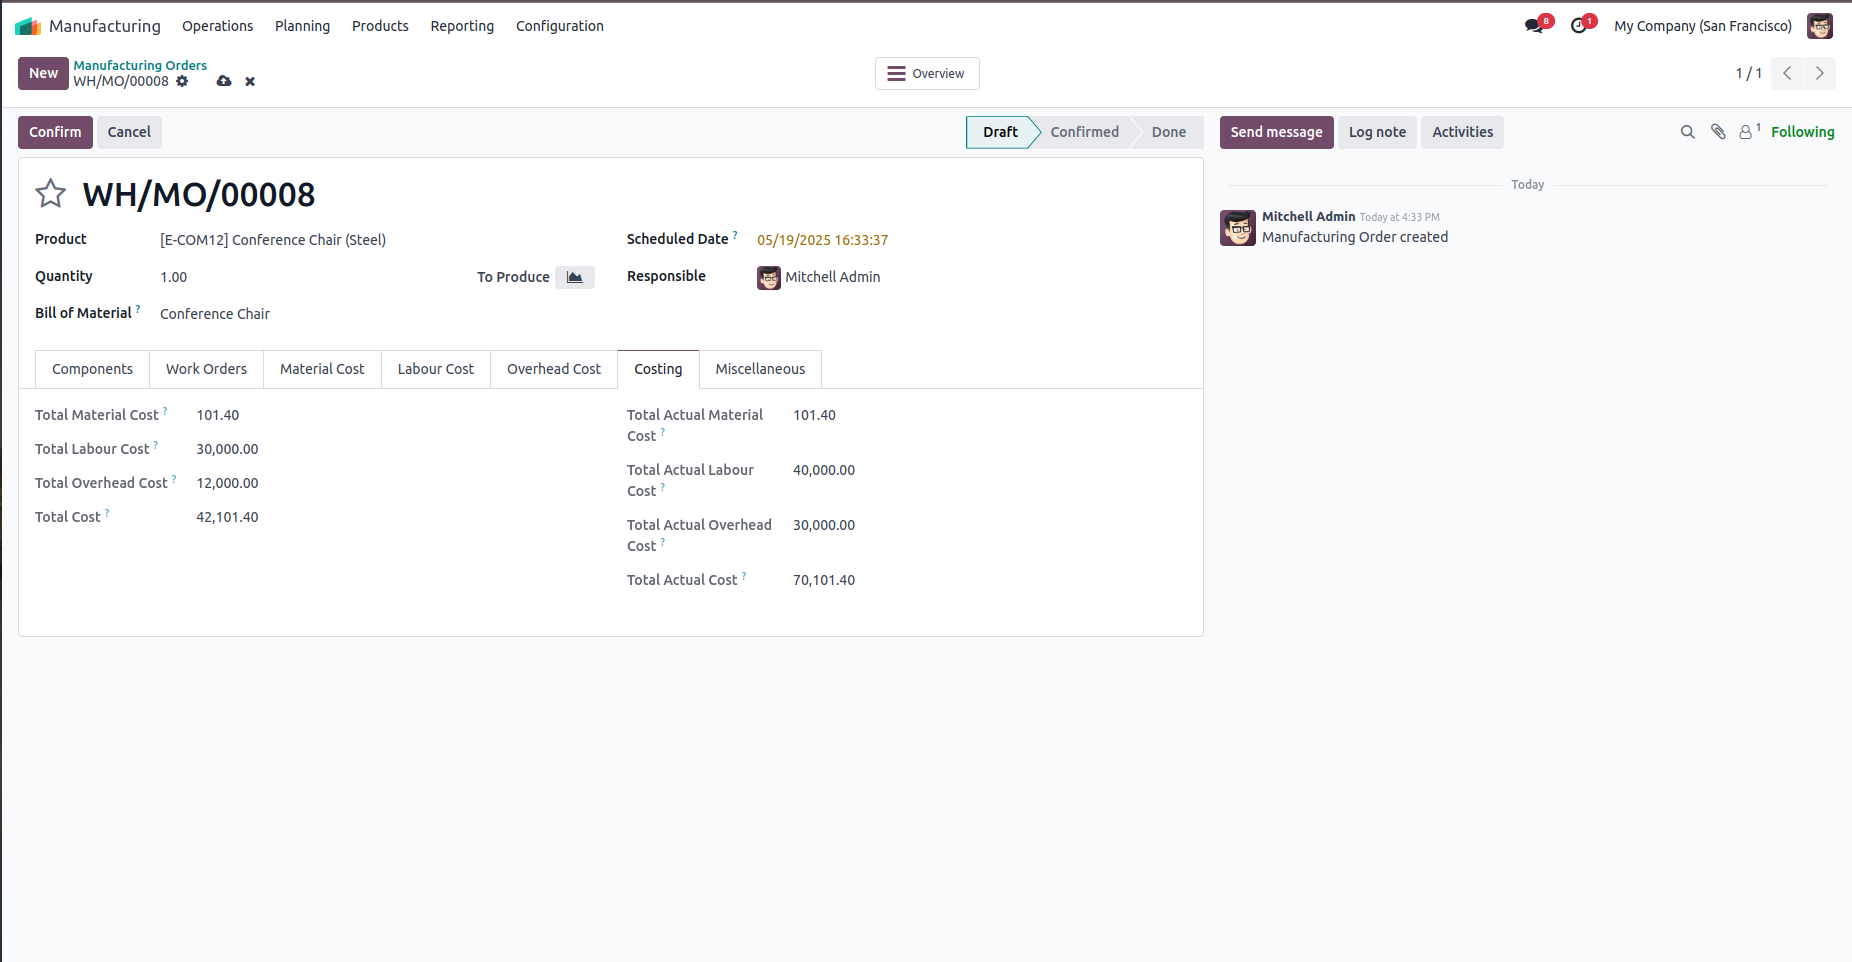 Manufacturing Operations Planning Products Reporting Configuration 8 1 My Company (San Francisco)
New Manufacturing Orders
WH/MO/00008
Overview
1 / 1
Confirm Cancel Draft Confirmed Done Send message Log note Activities 1 Following
WH/MO/00008
Product [E-COM12] Conference Chair (Steel)
Scheduled Date ? 05/19/2025 16:33:37
Quantity 1.00 To Produce
Responsible Mitchell Admin
Bill of Material ? Conference Chair
Components Work Orders Material Cost Labour Cost Overhead Cost Costing Miscellaneous
Total Material Cost ? 101.40
Total Labour Cost ? 30,000.00
Total Overhead Cost ? 12,000.00
Total Cost ? 42,101.40
Total Actual Material 101.40
Cost ?
Total Actual Labour 40,000.00
Cost ?
Total Actual Overhead 30,000.00
Cost ?
Total Actual Cost ? 70,101.40
Today
Mitchell Admin Today at 4:33 PM
Manufacturing Order created